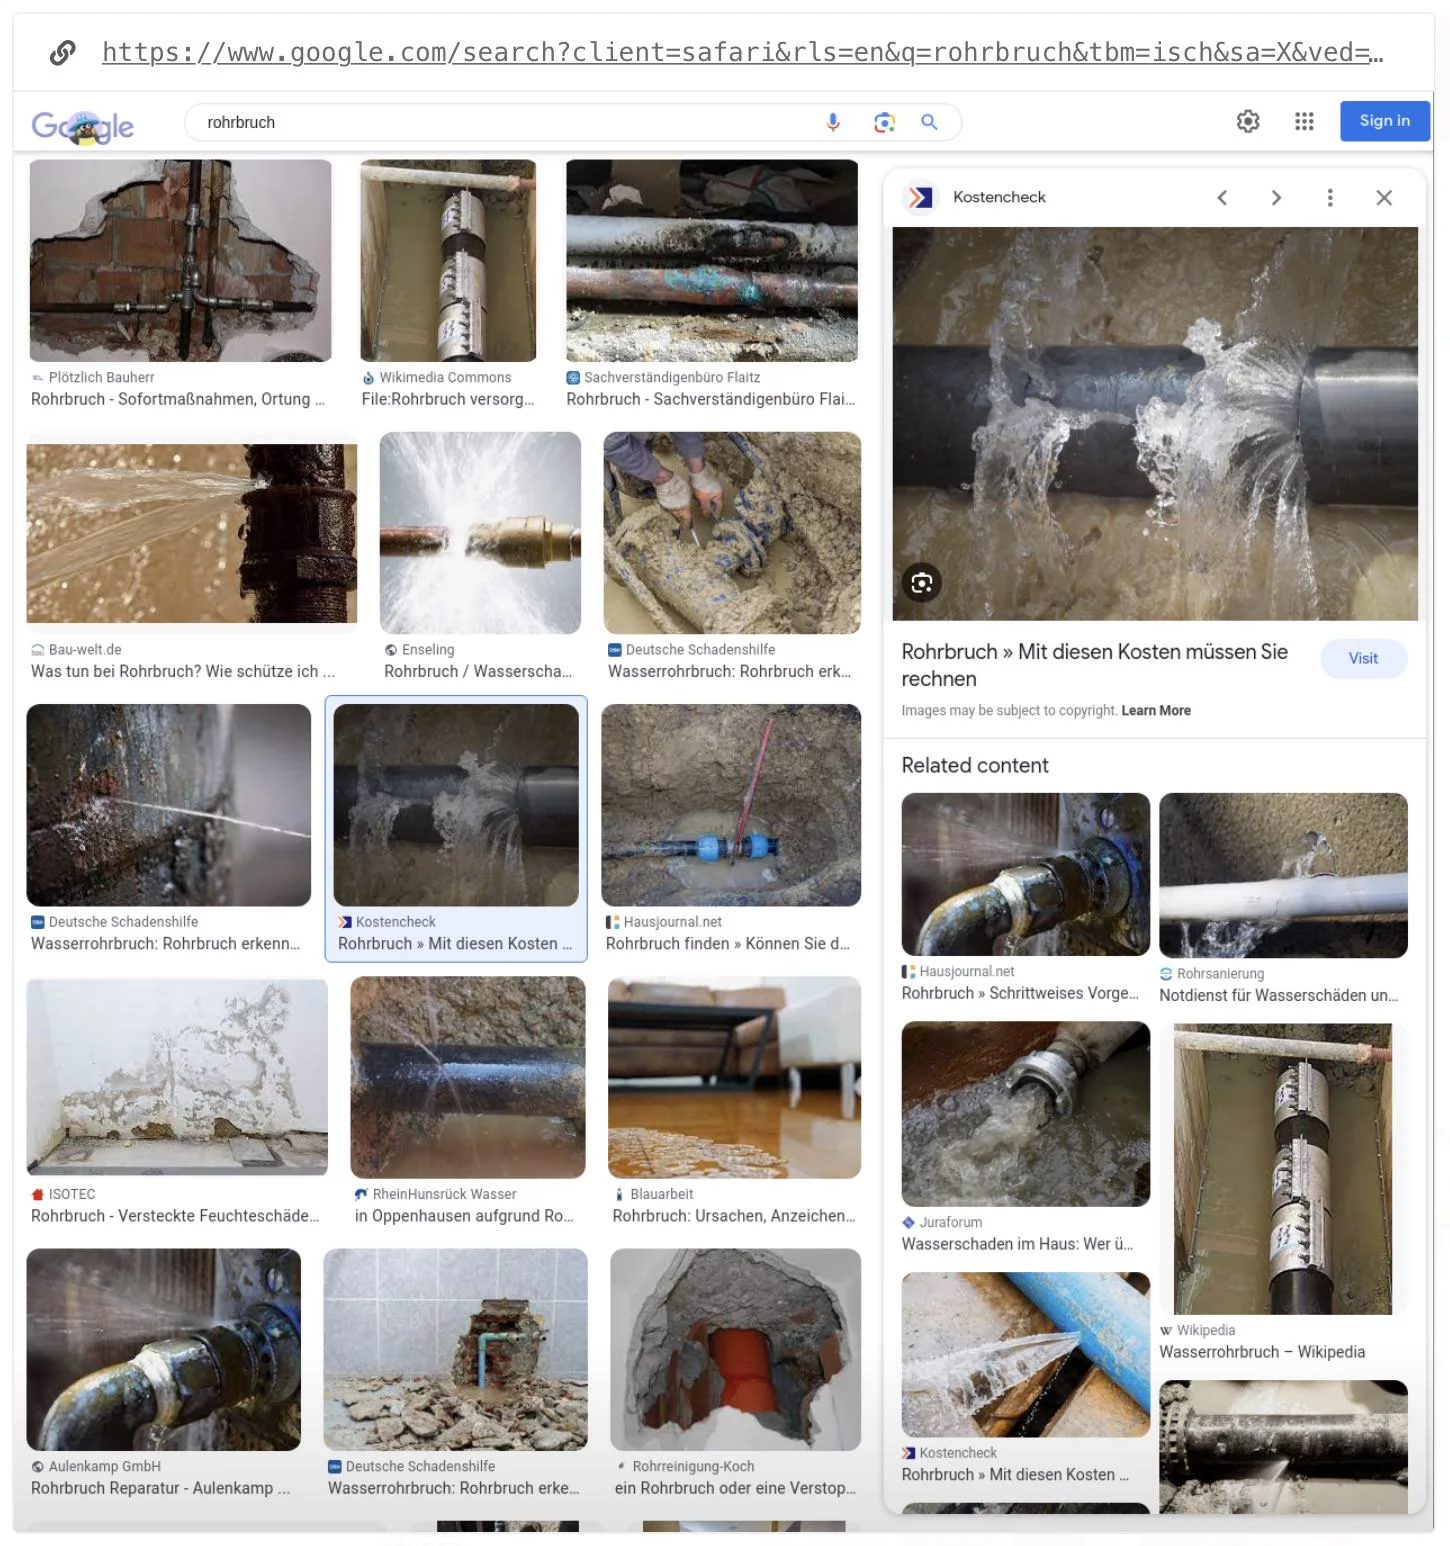 https://www.google.com/search?client=safari&rls=en&q=rohrbruch&tbm=isch&sa=X&ved=…
Google
rohrbruch
Sign in
Plötzlich Bauherr
Rohrbruch - Sofortmaßnahmen, Ortung ...
Wikimedia Commons
File:Rohrbruch versorg...
Sachverständigenbüro Flaitz
Rohrbruch - Sachverständigenbüro Flai...
Bau-welt.de
Was tun bei Rohrbruch? Wie schütze ich ...
Enseling
Rohrbruch / Wasserscha...
Deutsche Schadenshilfe
Wasserrohrbruch: Rohrbruch erk...
Deutsche Schadenshilfe
Wasserrohrbruch: Rohrbruch erkenn...
Kostencheck
Rohrbruch » Mit diesen Kosten ...
Hausjournal.net
Rohrbruch finden » Können Sie d...
ISOTEC
Rohrbruch - Versteckte Feuchteschäde...
RheinHunsrück Wasser
in Oppenhausen aufgrund Ro...
Blauarbeit
Rohrbruch: Ursachen, Anzeichen...
Aulenkamp GmbH
Rohrbruch Reparatur - Aulenkamp ...
Deutsche Schadenshilfe
Wasserrohrbruch: Rohrbruch erke...
Rohrreinigung-Koch
ein Rohrbruch oder eine Verstop...
Kostencheck
Rohrbruch » Mit diesen Kosten müssen Sie
rechnen
Visit
Images may be subject to copyright. Learn More
Related content
Hausjournal.net
Rohrbruch » Schrittweises Vorge...
Rohrsanierung
Notdienst für Wasserschäden un...
Juraforum
Wasserschaden im Haus: Wer ü...
Wikipedia
Wasserrohrbruch – Wikipedia
Kostencheck
Rohrbruch » Mit diesen Kosten ...